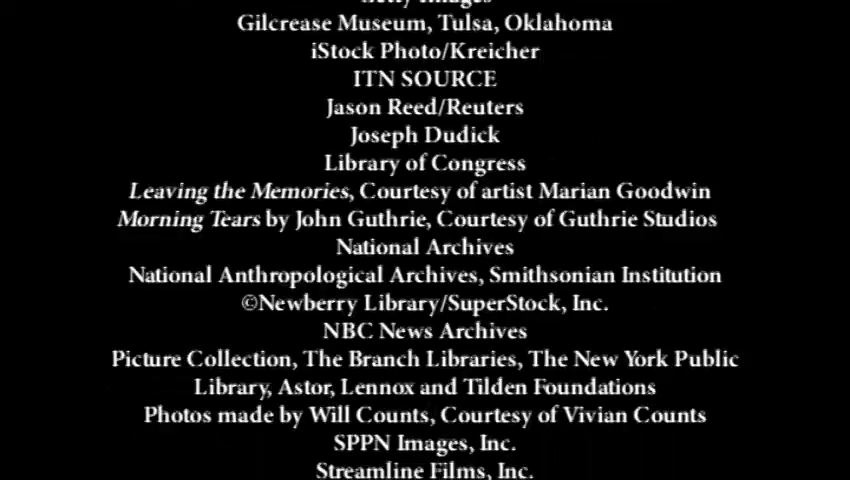 Getty Images
Gilcrease Museum, Tulsa, Oklahoma
iStock Photo/Kreicher
ITN SOURCE
Jason Reed/Reuters
Joseph Dudick
Library of Congress
Leaving the Memories, Courtesy of artist Marian Goodwin
Morning Tears by John Guthrie, Courtesy of Guthrie Studios
National Archives
National Anthropological Archives, Smithsonian Institution
©Newberry Library/SuperStock, Inc.
NBC News Archives
Picture Collection, The Branch Libraries, The New York Public
Library, Astor, Lennox and Tilden Foundations
Photos made by Will Counts, Courtesy of Vivian Counts
SPPN Images, Inc.
Streamline Films, Inc.